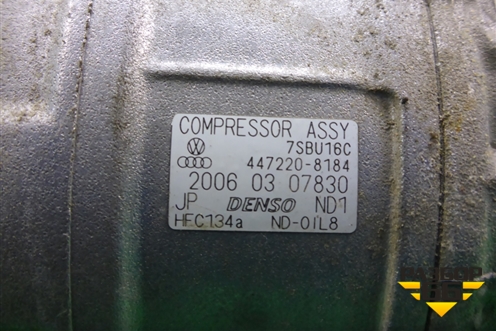 COMPRESSOR ASSY
7SBU16C
447220-8184
2006 03 07830
JP DENSO ND1
HFC134a ND-OIL8